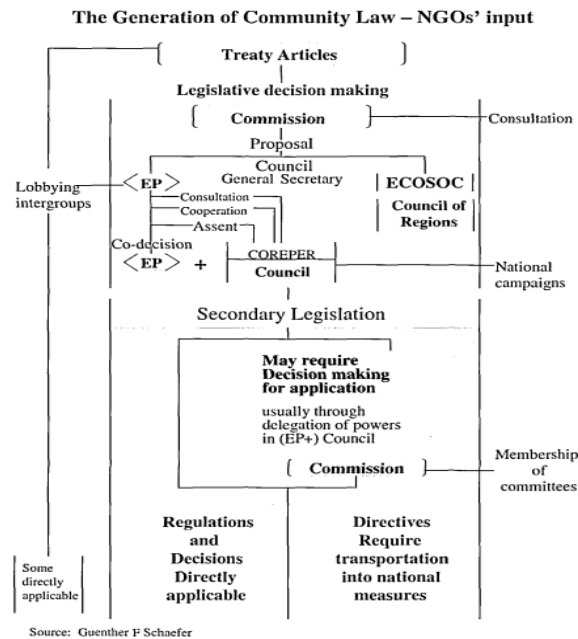 The Generation of Community Law – NGOs' input
Treaty Articles
Legislative decision making
Commission
Consultation
Proposal
Council
General Secretary
<EP>
ECOSOC
Council of
Regions
Lobbying
intergroups
Consultation
Cooperation
Assent
Co-decision
<EP> +
COREPER
Council
National
campaigns
Secondary Legislation
May require
Decision making
for application
usually through
delegation of powers
in (EP+) Council
Commission
Membership
of
committees
Regulations
and
Decisions
Directly
applicable
Directives
Require
transportation
into national
measures
Some
directly
applicable
Source: Guenther F Schaefer